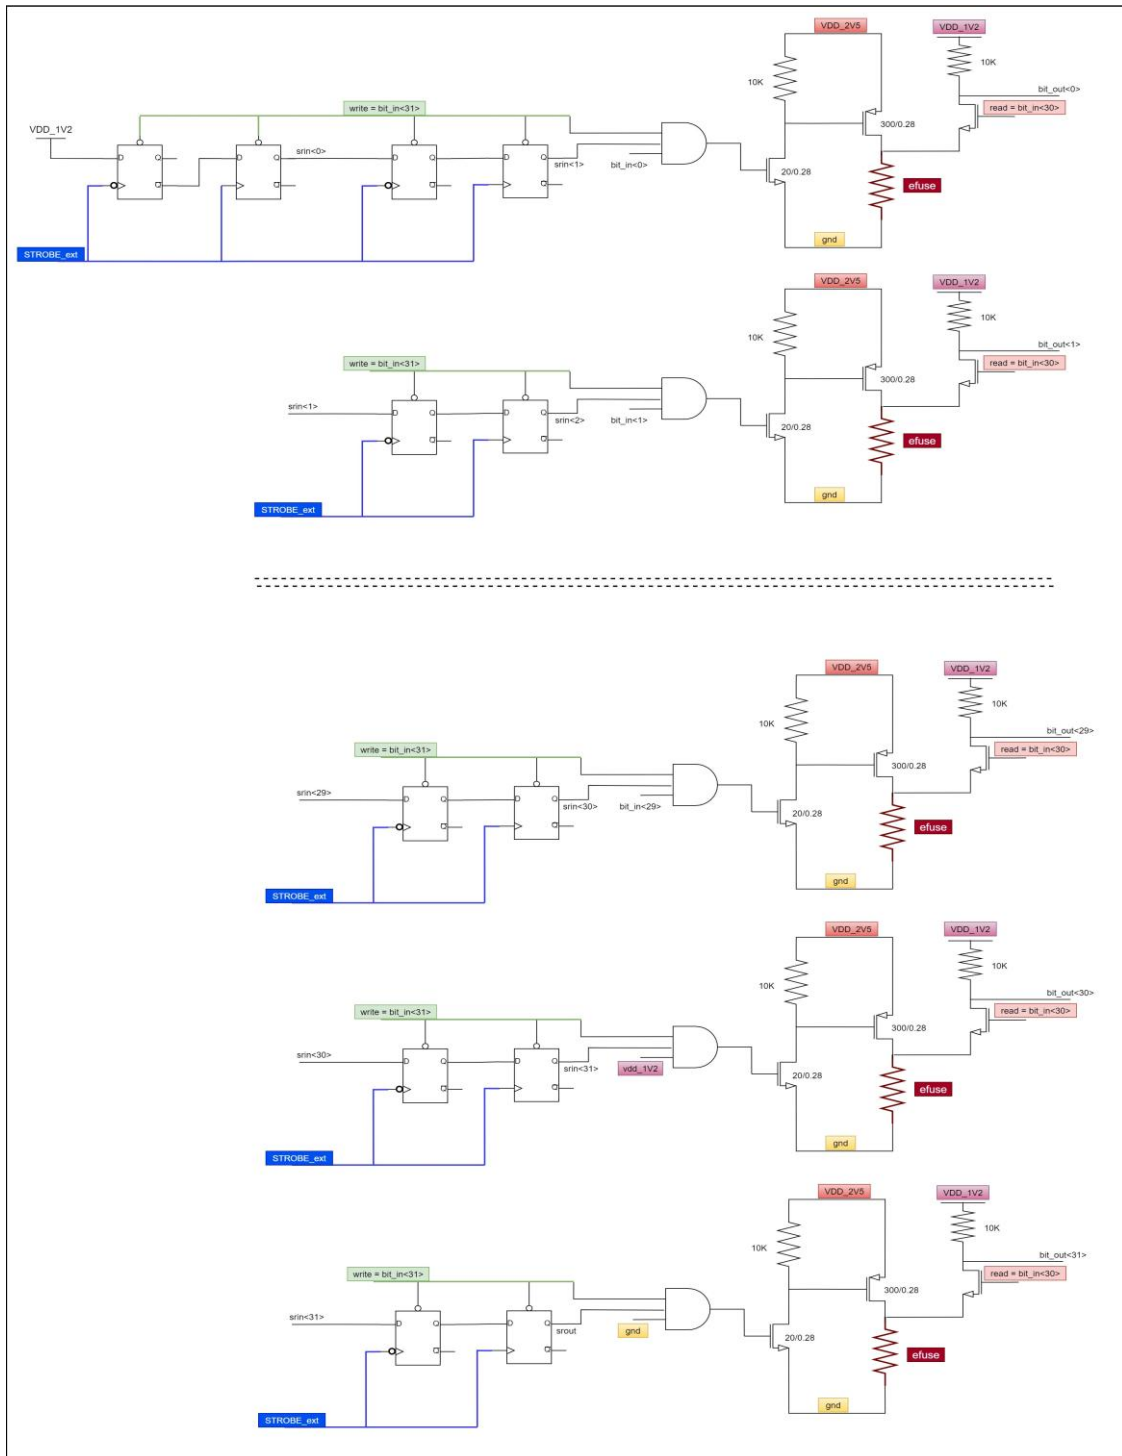 VDD_2V5
VDD_1V2
10K
10K
bit_out<0>
write = bit_in<31>
read = bit_in<30>
VDD_1V2
300/0.28
D Q D Q srin<0> D Q D Q
srin<1>
bit_in<0>
20/0.28
Q Q Q Q
efuse
gnd
STROBE_ext
VDD_2V5
VDD_1V2
10K
10K
bit_out<1>
write = bit_in<31>
read = bit_in<30>
300/0.28
srin<1> D Q D Q
srin<2>
bit_in<1>
20/0.28
Q Q
efuse
gnd
STROBE_ext
VDD_2V5
VDD_1V2
10K
10K
bit_out<29>
write = bit_in<31>
read = bit_in<30>
300/0.28
srin<29> D Q D Q
srin<30>
bit_in<29>
20/0.28
Q Q
efuse
gnd
STROBE_ext
VDD_2V5
VDD_1V2
10K
10K
bit_out<30>
write = bit_in<31>
read = bit_in<30>
300/0.28
srin<30> D Q D Q
srin<31>
vdd_1V2
20/0.28
Q Q
efuse
gnd
STROBE_ext
VDD_2V5
VDD_1V2
10K
10K
bit_out<31>
write = bit_in<31>
read = bit_in<30>
300/0.28
srin<31> D Q D Q
srout
gnd
20/0.28
Q Q
efuse
gnd
STROBE_ext